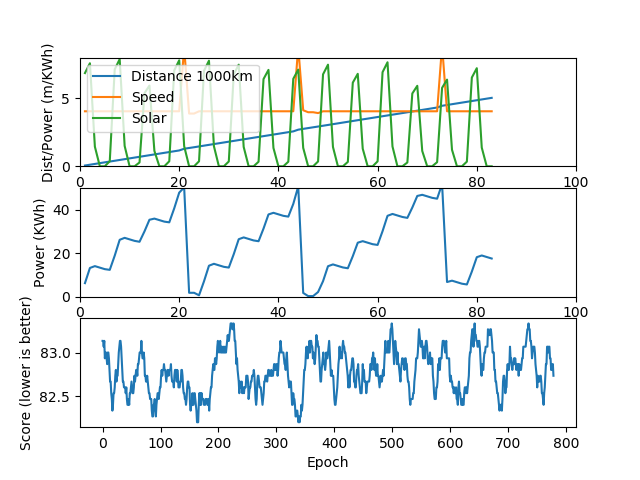 Dist/Power (m/KWh)
5
0
Distance 1000km
Speed
Solar
0 20 40 60 80 100
Power (KWh)
40
20
0
0 20 40 60 80 100
Score (lower is better)
83.0
82.5
0 100 200 300 400 500 600 700 800
Epoch